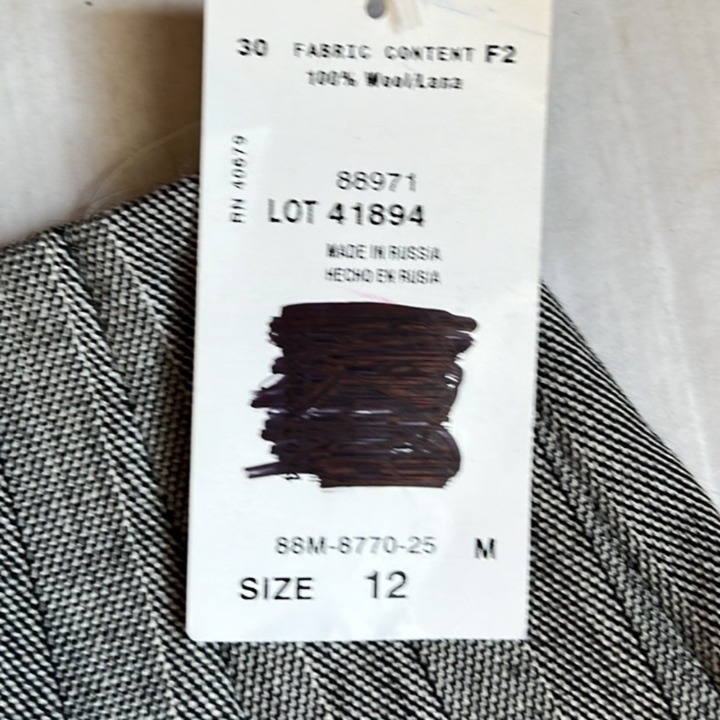 30 FABRIC CONTENT F2
100% Wool/Lana
RN 40679
88971
LOT 41894
MADE IN RUSSIA
HECHO EN RUSIA
88M-8770-25 M
SIZE 12